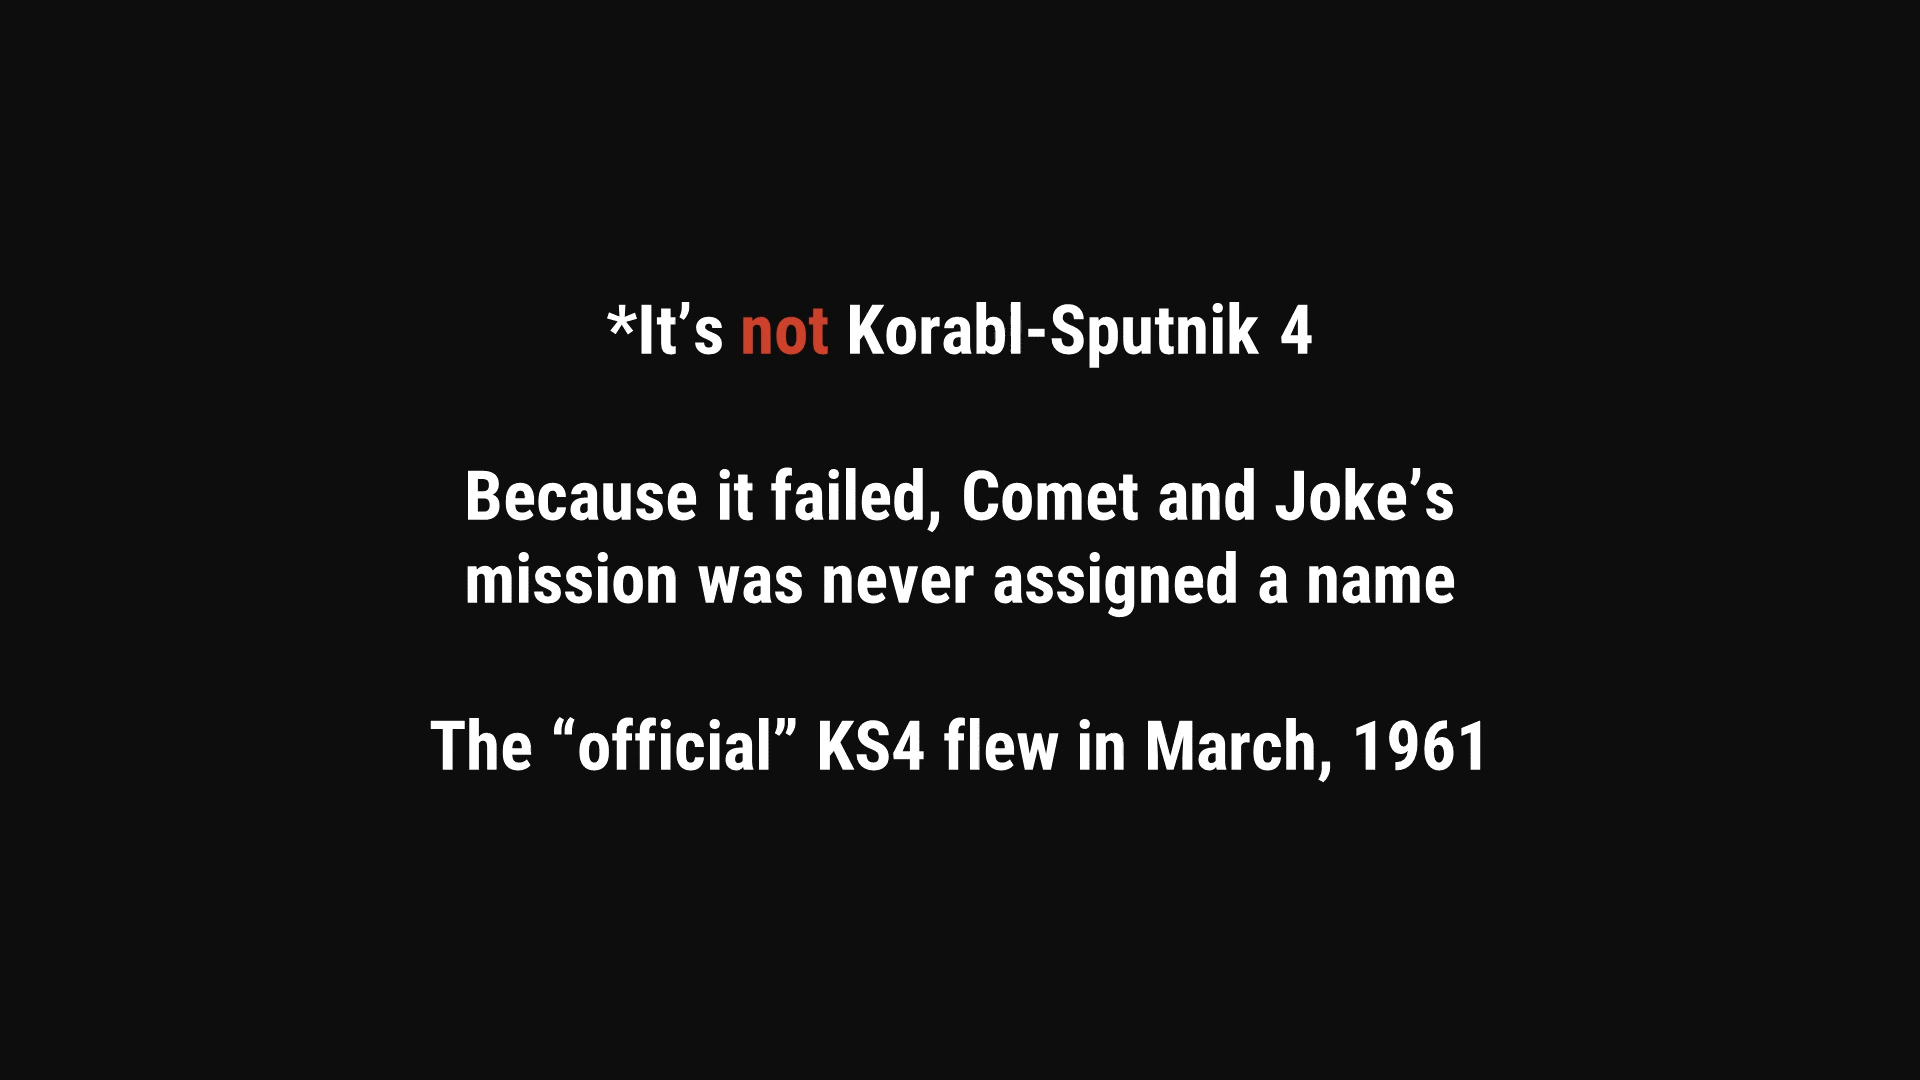 *It’s not Korabl-Sputnik 4
Because it failed, Comet and Joke’s
mission was never assigned a name
The “official” KS4 flew in March, 1961